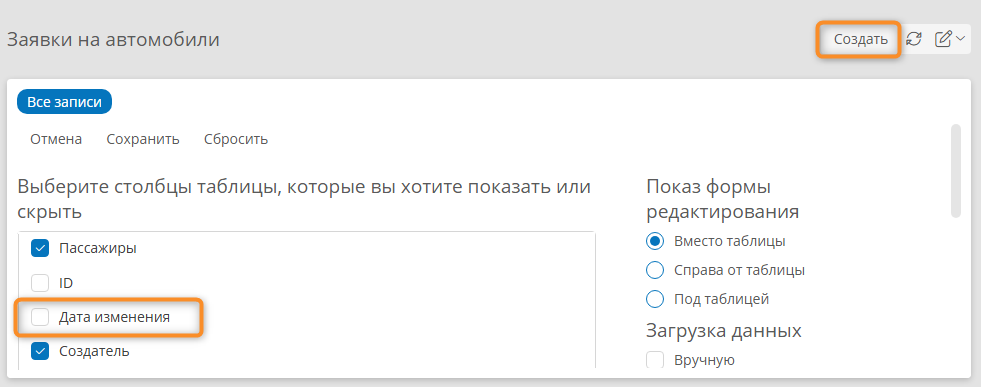 Заявки на автомобили
Создать
Все записи
Отмена Сохранить Сбросить
Выберите столбцы таблицы, которые вы хотите показать или
скрыть
Пассажиры
ID
Дата изменения
Создатель
Показ формы
редактирования
Вместо таблицы
Справа от таблицы
Под таблицей
Загрузка данных
Вручную